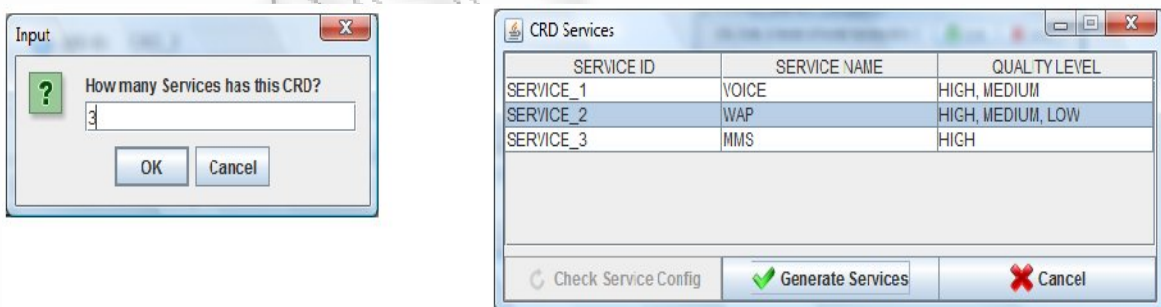 Input
How many Services has this CRD?
3
OK Cancel
CRD Services
SERVICE ID SERVICE NAME QUALITY LEVEL
SERVICE_1 VOICE HIGH, MEDIUM
SERVICE_2 WAP HIGH, MEDIUM, LOW
SERVICE_3 MMS HIGH
Check Service Config Generate Services Cancel